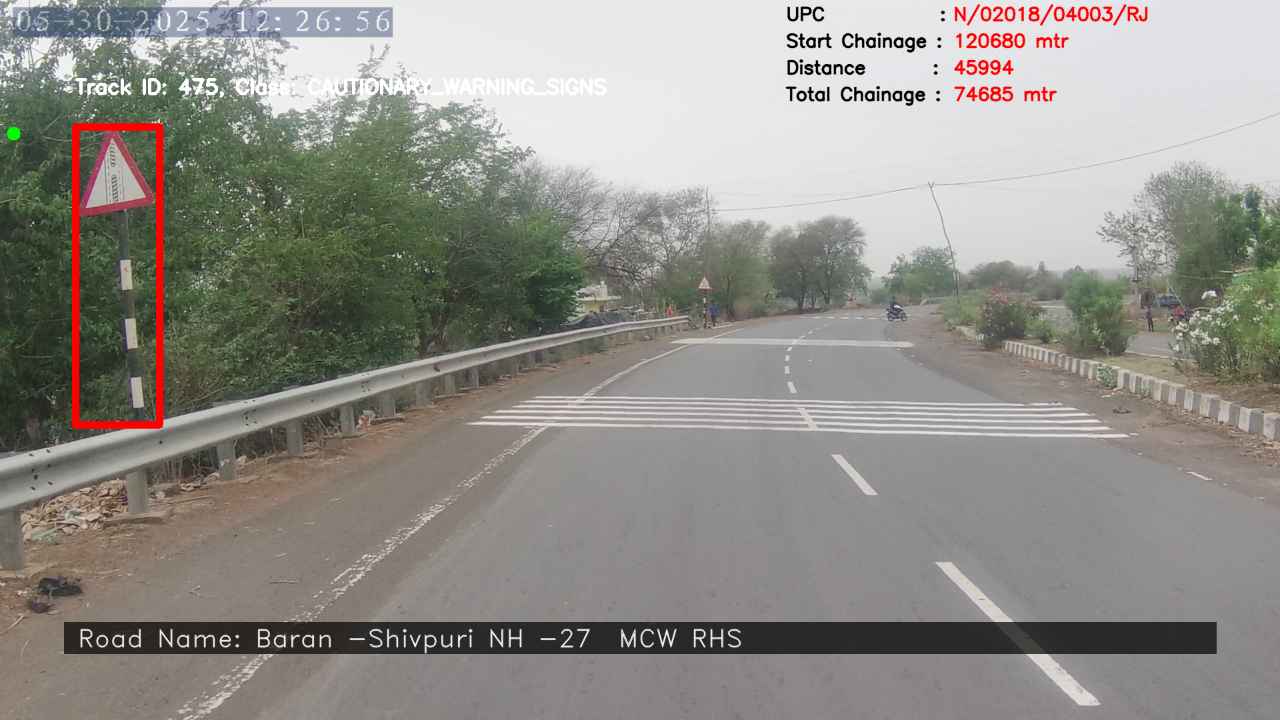 05-30-2025 12:26:56
UPC : N/02018/04003/RJ
Start Chainage : 120680 mtr
Distance : 45994
Total Chainage : 74685 mtr
Track ID: 475, Class: CAUTIONARY_WARNING_SIGNS
Road Name: Baran -Shivpuri NH -27 MCW RHS